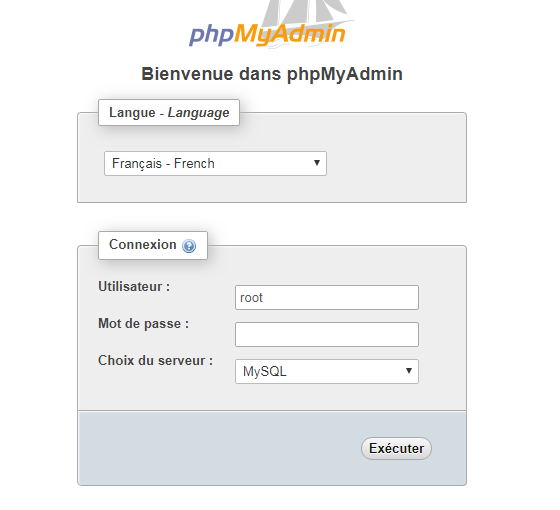 phpMyAdmin
Bienvenue dans phpMyAdmin
Langue - Language
Français - French
Connexion
Utilisateur :
root
Mot de passe :
Choix du serveur :
MySQL
Exécuter